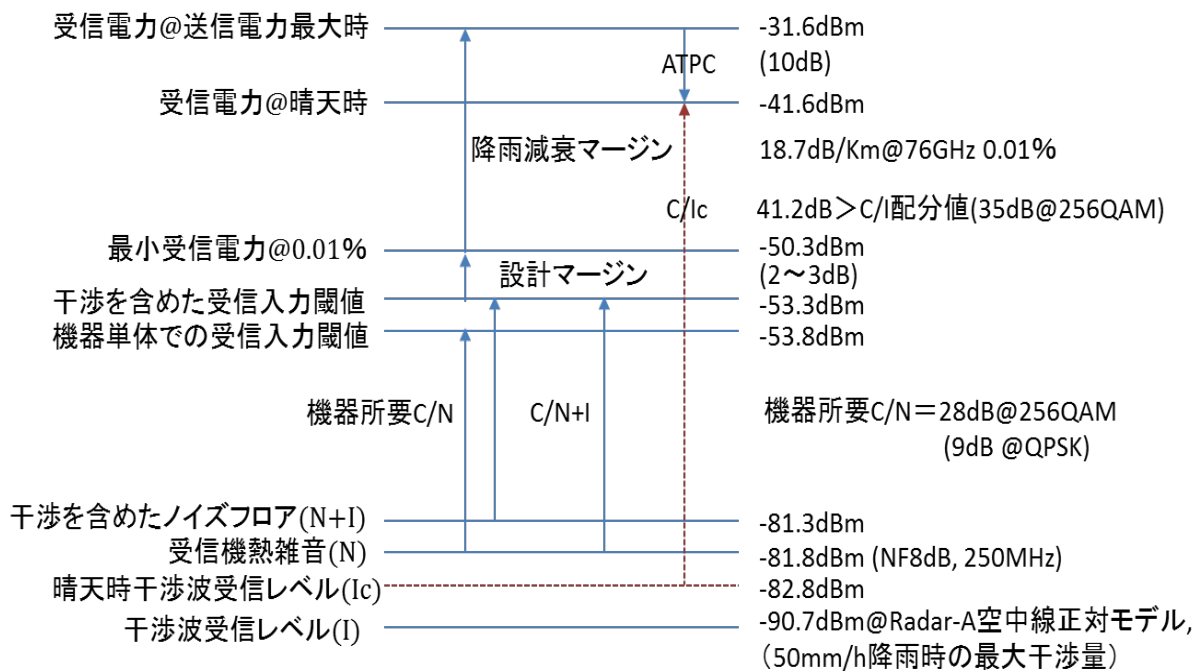 受信電力@送信電力最大時
-31.6dBm
ATPC
(10dB)
受信電力@晴天時
-41.6dBm
降雨減衰マージン
18.7dB/Km@76GHz 0.01%
C/Ic
41.2dB＞C/I配分値(35dB@256QAM)
最小受信電力@0.01%
-50.3dBm
設計マージン
(2～3dB)
干渉を含めた受信入力閾値
-53.3dBm
機器単体での受信入力閾値
-53.8dBm
機器所要C/N
C/N+I
機器所要C/N＝28dB@256QAM
(9dB @QPSK)
干渉を含めたノイズフロア(N+I)
-81.3dBm
受信機熱雑音(N)
-81.8dBm (NF8dB, 250MHz)
晴天時干渉波受信レベル(Ic)
-82.8dBm
干渉波受信レベル(I)
-90.7dBm@Radar-A空中線正対モデル,
（50mm/h降雨時の最大干渉量）